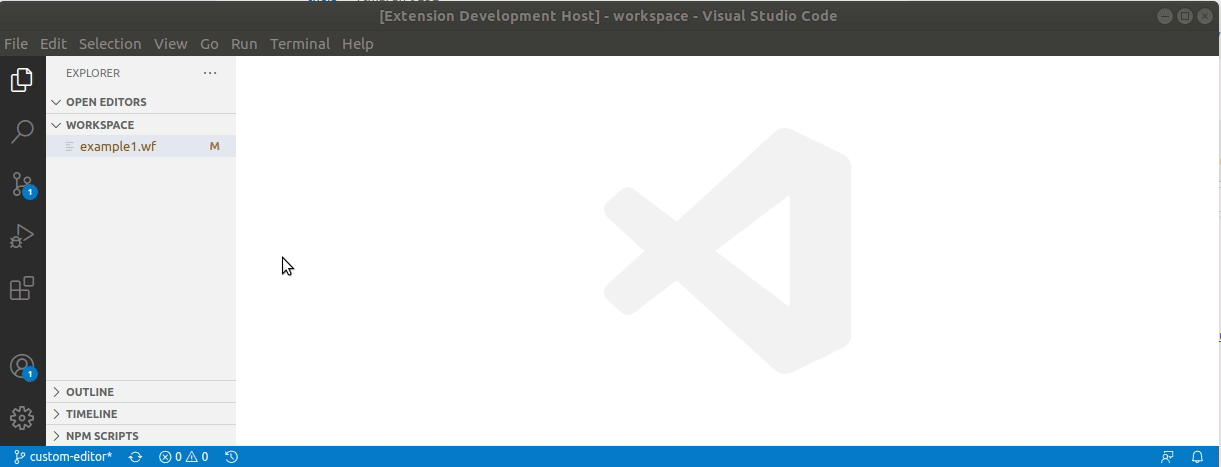 [Extension Development Host] - workspace - Visual Studio Code
File Edit Selection View Go Run Terminal Help
EXPLORER ...
OPEN EDITORS
WORKSPACE
example1.wf M
1
1
OUTLINE
TIMELINE
NPM SCRIPTS
custom-editor* 0 0